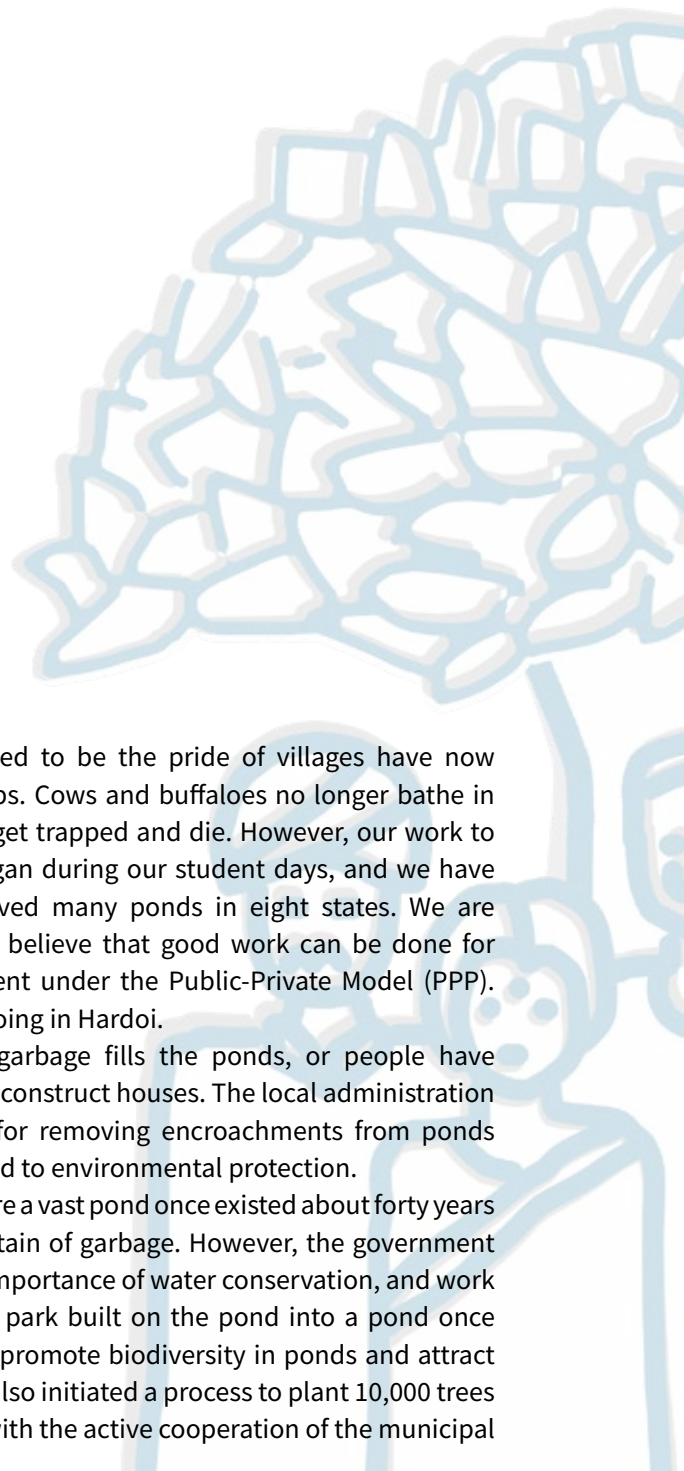 ed to be the pride of villages have now
os. Cows and buffaloes no longer bathe in
get trapped and die. However, our work to
gan during our student days, and we have
ved many ponds in eight states. We are
believe that good work can be done for
ent under the Public-Private Model (PPP).
oing in Hardoi.
garbage fills the ponds, or people have
construct houses. The local administration
for removing encroachments from ponds
d to environmental protection.
re a vast pond once existed about forty years
tain of garbage. However, the government
mportance of water conservation, and work
park built on the pond into a pond once
promote biodiversity in ponds and attract
lso initiated a process to plant 10,000 trees
ith the active cooperation of the municipal